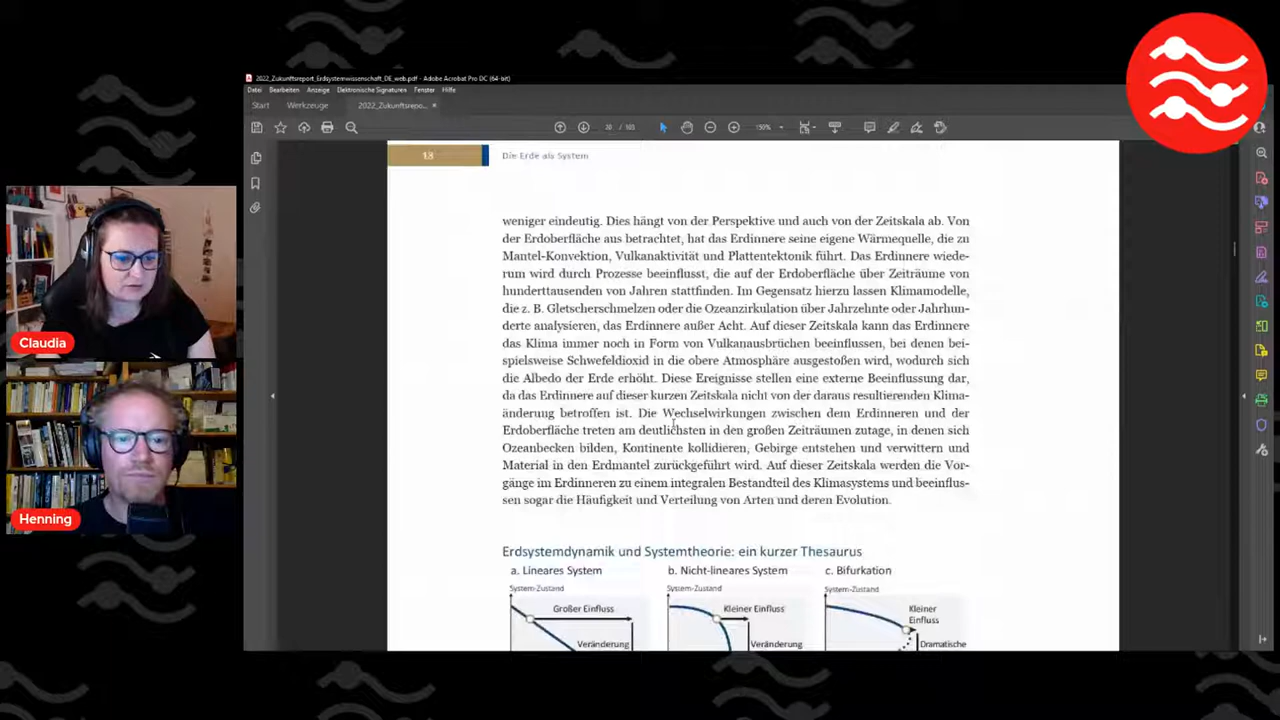 2022_Zukunftsreport_Erdsystemwissenschaft_DE_web.pdf - Adobe Acrobat Pro DC (64-bit)
Datei Bearbeiten Anzeige Elektronische Signaturen Fenster Hilfe
Start Werkzeuge 2022_Zukunftsrepo... ×
30 / 103 150%
18 Die Erde als System
weniger eindeutig. Dies hängt von der Perspektive und auch von der Zeitskala ab. Von
der Erdoberfläche aus betrachtet, hat das Erdinnere seine eigene Wärmequelle, die zu
Mantel-Konvektion, Vulkanaktivität und Plattentektonik führt. Das Erdinnere wiede-
rum wird durch Prozesse beeinflusst, die auf der Erdoberfläche über Zeiträume von
hunderttausenden von Jahren stattfinden. Im Gegensatz hierzu lassen Klimamodelle,
die z. B. Gletscherschmelzen oder die Ozeanzirkulation über Jahrzehnte oder Jahrhun-
derte analysieren, das Erdinnere außer Acht. Auf dieser Zeitskala kann das Erdinnere
das Klima immer noch in Form von Vulkanausbrüchen beeinflussen, bei denen bei-
spielsweise Schwefeldioxid in die obere Atmosphäre ausgestoßen wird, wodurch sich
die Albedo der Erde erhöht. Diese Ereignisse stellen eine externe Beeinflussung dar,
da das Erdinnere auf dieser kurzen Zeitskala nicht von der daraus resultierenden Klima-
änderung betroffen ist. Die Wechselwirkungen zwischen dem Erdinneren und der
Erdoberfläche treten am deutlichsten in den großen Zeiträumen zutage, in denen sich
Ozeanbecken bilden, Kontinente kollidieren, Gebirge entstehen und verwittern und
Material in den Erdmantel zurückgeführt wird. Auf dieser Zeitskala werden die Vor-
gänge im Erdinneren zu einem integralen Bestandteil des Klimasystems und beeinflus-
sen sogar die Häufigkeit und Verteilung von Arten und deren Evolution.
Erdsystemdynamik und Systemtheorie: ein kurzer Thesaurus
a. Lineares System
System-Zustand
Großer Einfluss
Veränderung
b. Nicht-lineares System
System-Zustand
Kleiner Einfluss
Veränderung
c. Bifurkation
System-Zustand
Kleiner
Einfluss
Dramatische
Claudia
Henning